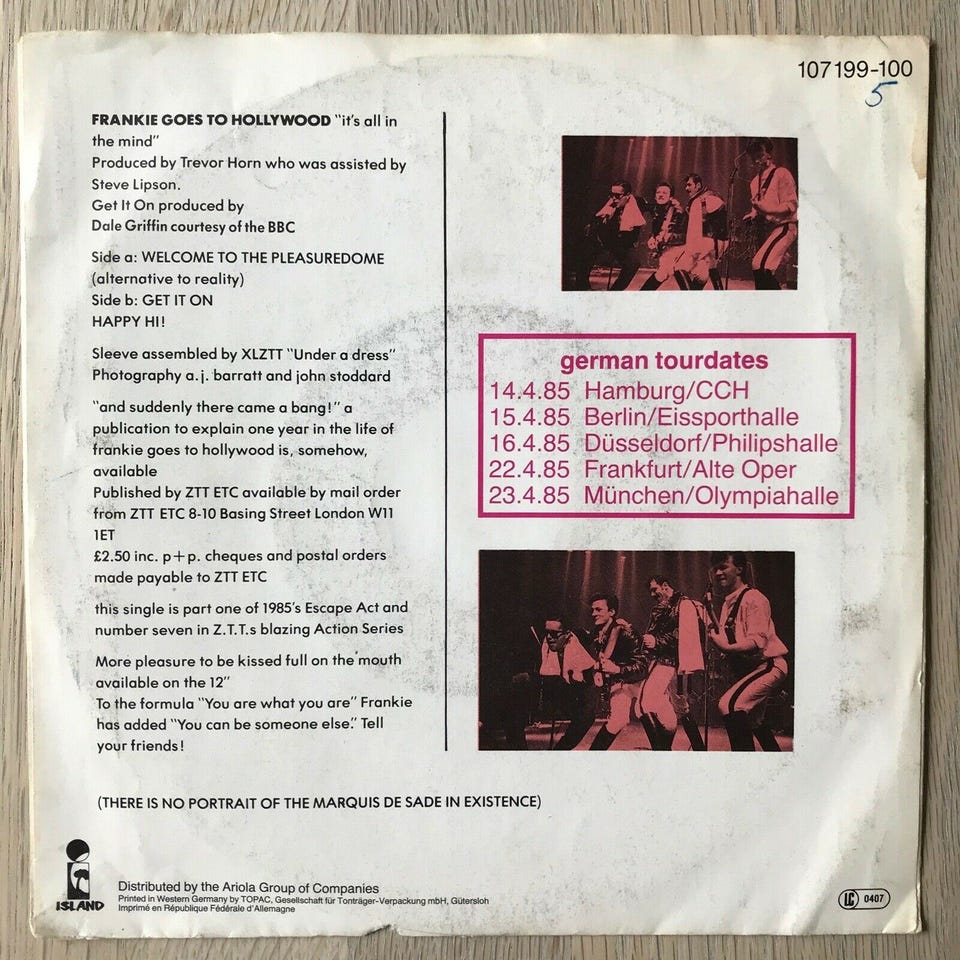 107199-100
5
FRANKIE GOES TO HOLLYWOOD "it's all in
the mind"
Produced by Trevor Horn who was assisted by
Steve Lipson.
Get It On produced by
Dale Griffin courtesy of the BBC
Side a: WELCOME TO THE PLEASUREDOME
(alternative to reality)
Side b: GET IT ON
HAPPY HI!
Sleeve assembled by XLZTT "Under a dress"
Photography a.j. barratt and john stoddard
"and suddenly there came a bang!" a
publication to explain one year in the life of
frankie goes to hollywood is, somehow,
available
Published by ZTT ETC available by mail order
from ZTT ETC 8-10 Basing Street London W11
1ET
£2.50 inc. p+p. cheques and postal orders
made payable to ZTT ETC
this single is part one of 1985's Escape Act and
number seven in Z.T.T.s blazing Action Series
More pleasure to be kissed full on the mouth
available on the 12"
To the formula "You are what you are" Frankie
has added "You can be someone else." Tell
your friends!
german tourdates
14.4.85 Hamburg/CCH
15.4.85 Berlin/Eissporthalle
16.4.85 Düsseldorf/Philipshalle
22.4.85 Frankfurt/Alte Oper
23.4.85 München/Olympiahalle
(THERE IS NO PORTRAIT OF THE MARQUIS DE SADE IN EXISTENCE)
ISLAND
Distributed by the Ariola Group of Companies
Printed in Western Germany by TOPAC, Gesellschaft für Tonträger-Verpackung mbH, Gütersloh
Imprimé en République Fédérale d'Allemagne
LC 0407